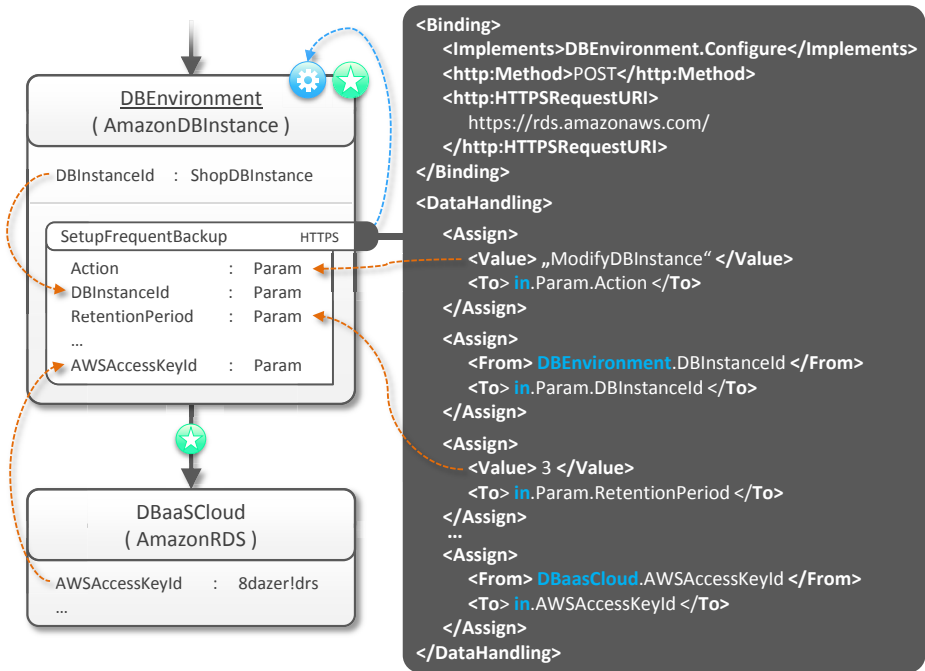 DBEnvironment
( AmazonDBInstance )
DBInstanceId : ShopDBInstance
SetupFrequentBackup HTTPS
Action : Param
DBInstanceId : Param
RetentionPeriod : Param
...
AWSAccessKeyId : Param
DBaaSCloud
( AmazonRDS )
AWSAccessKeyId : 8dazer!drs
...
<Binding>
<Implements>DBEnvironment.Configure</Implements>
<http:Method>POST</http:Method>
<http:HTTPSRequestURI>
https://rds.amazonaws.com/
</http:HTTPSRequestURI>
</Binding>
<DataHandling>
<Assign>
<Value> „ModifyDBInstance“ </Value>
<To> in.Param.Action </To>
</Assign>
<Assign>
<From> DBEnvironment.DBInstanceId </From>
<To> in.Param.DBInstanceId </To>
</Assign>
<Assign>
<Value> 3 </Value>
<To> in.Param.RetentionPeriod </To>
</Assign>
...
<Assign>
<From> DBaasCloud.AWSAccessKeyId </From>
<To> in.AWSAccessKeyId </To>
</Assign>
</DataHandling>